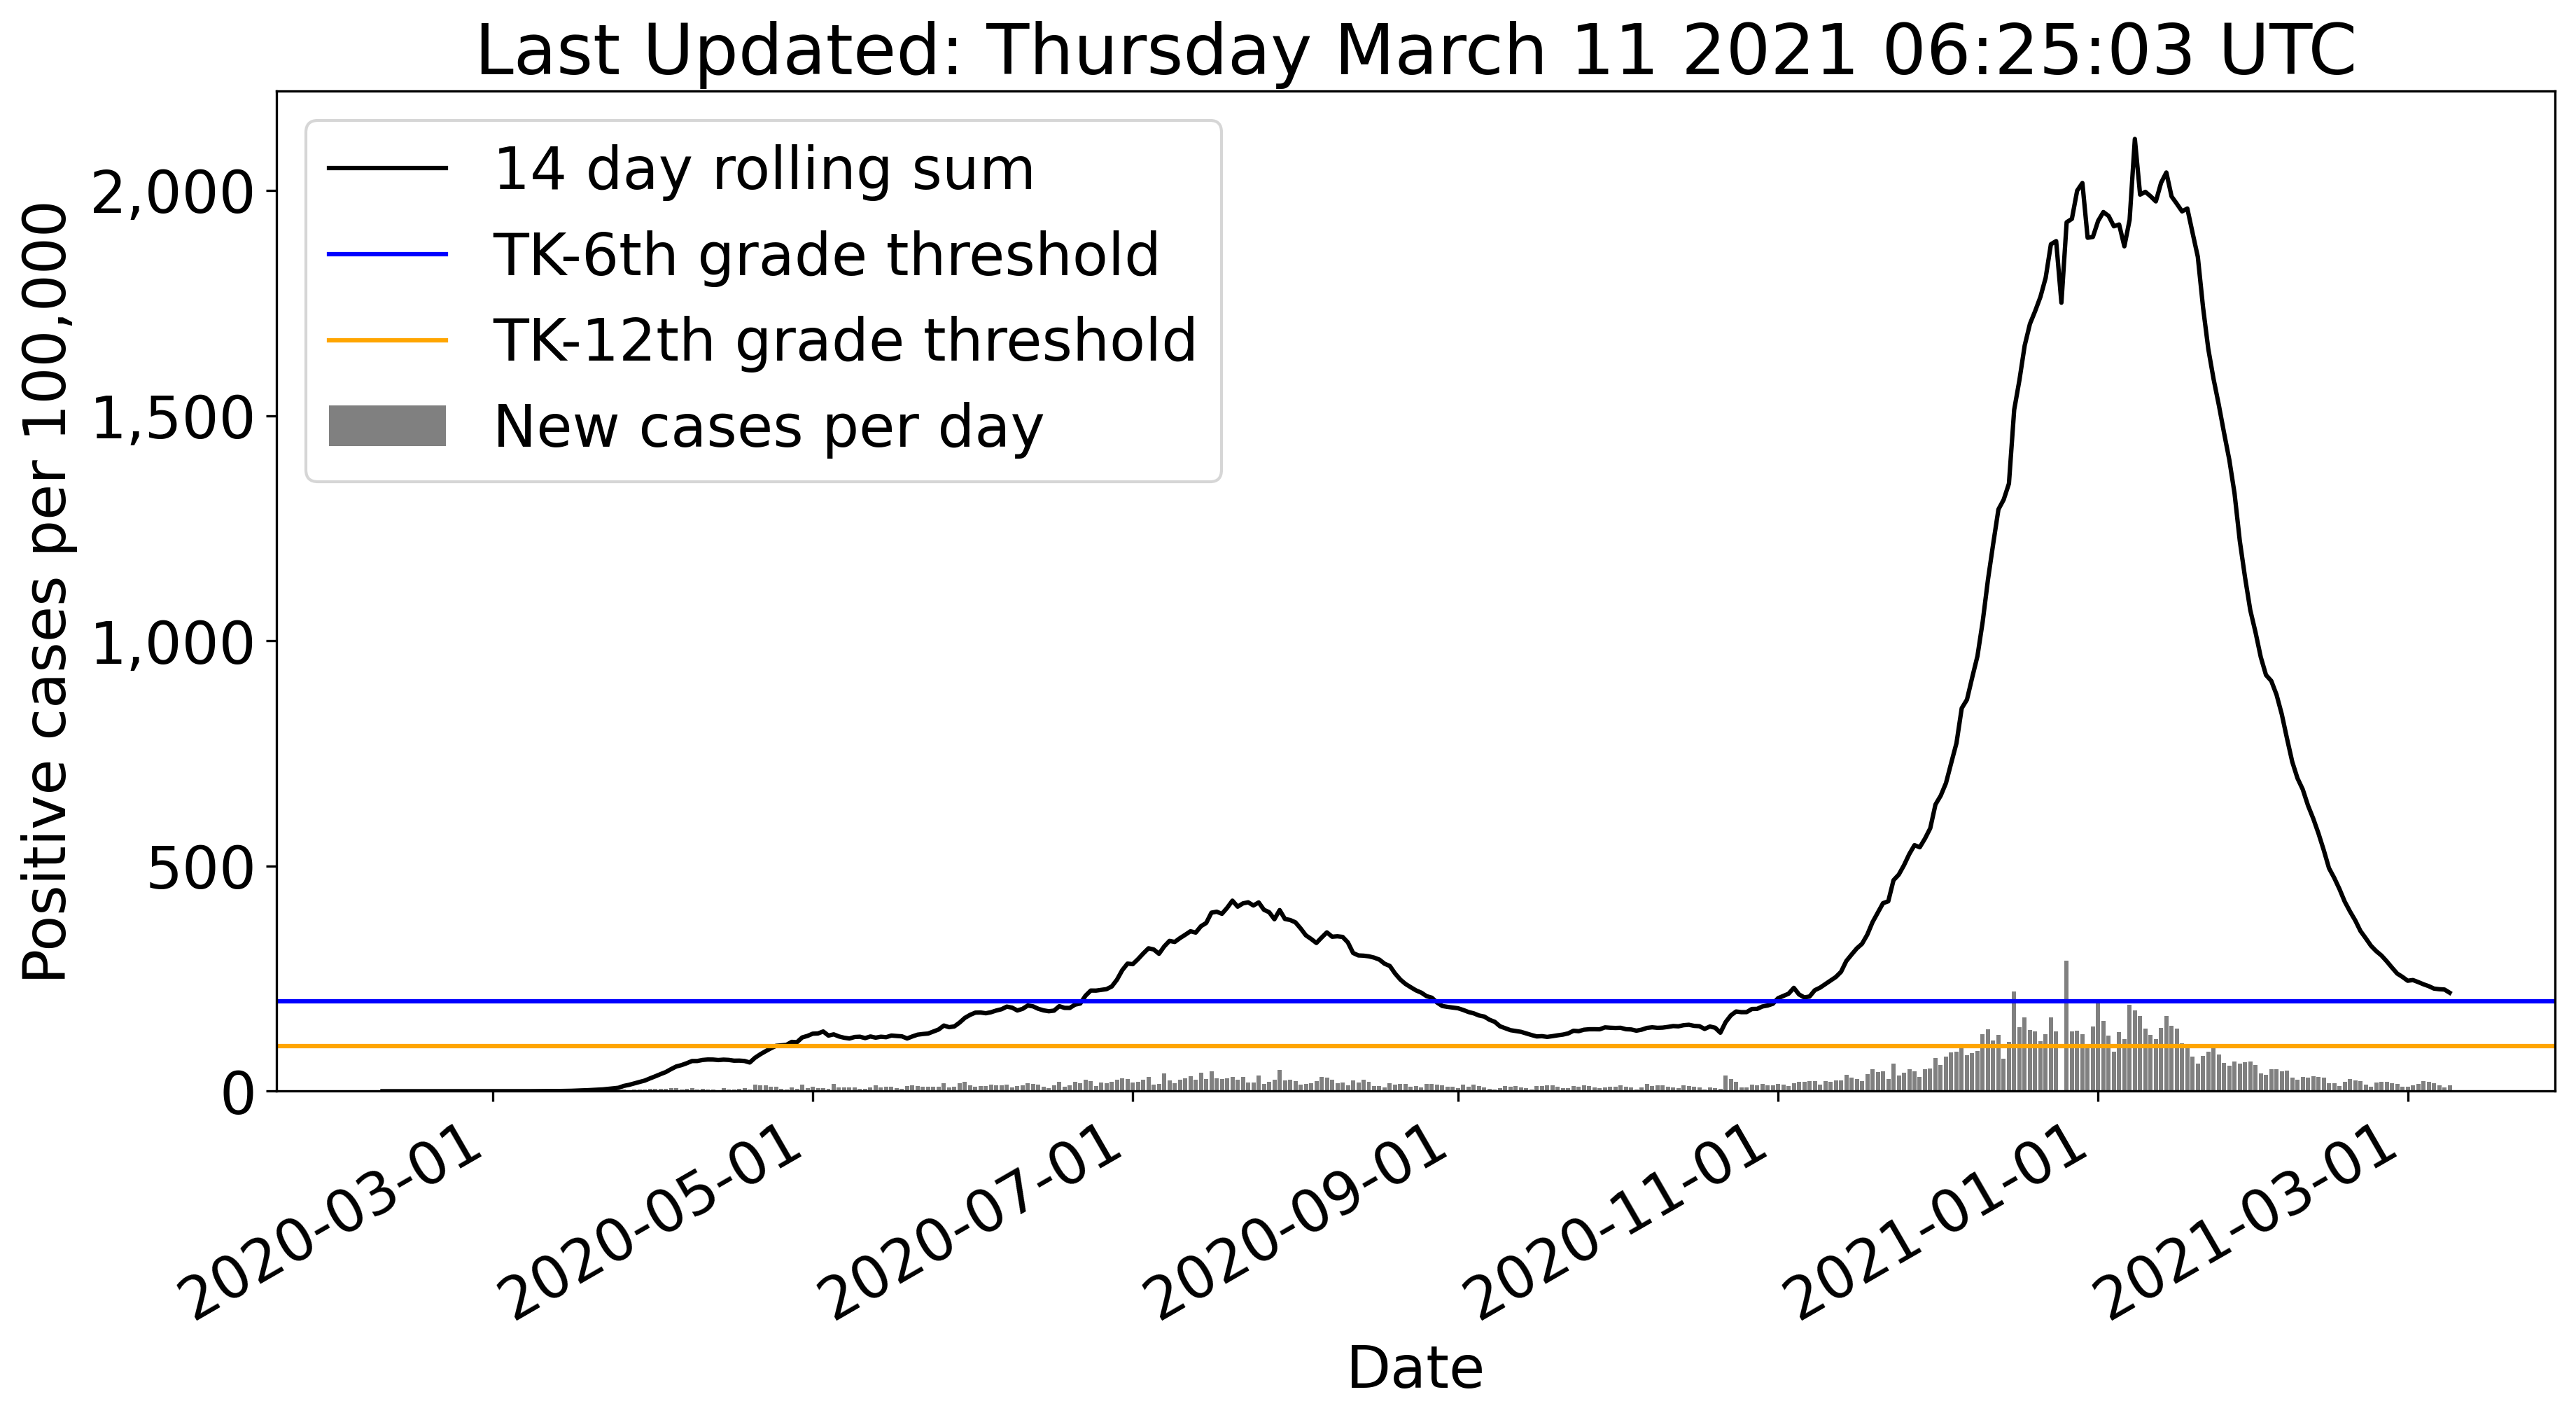 Last Updated: Thursday March 11 2021 06:25:03 UTC
14 day rolling sum
TK-6th grade threshold
TK-12th grade threshold
New cases per day
Positive cases per 100,000
2,000
1,500
1,000
500
0
2020-03-01
2020-05-01
2020-07-01
2020-09-01
2020-11-01
2021-01-01
2021-03-01
Date